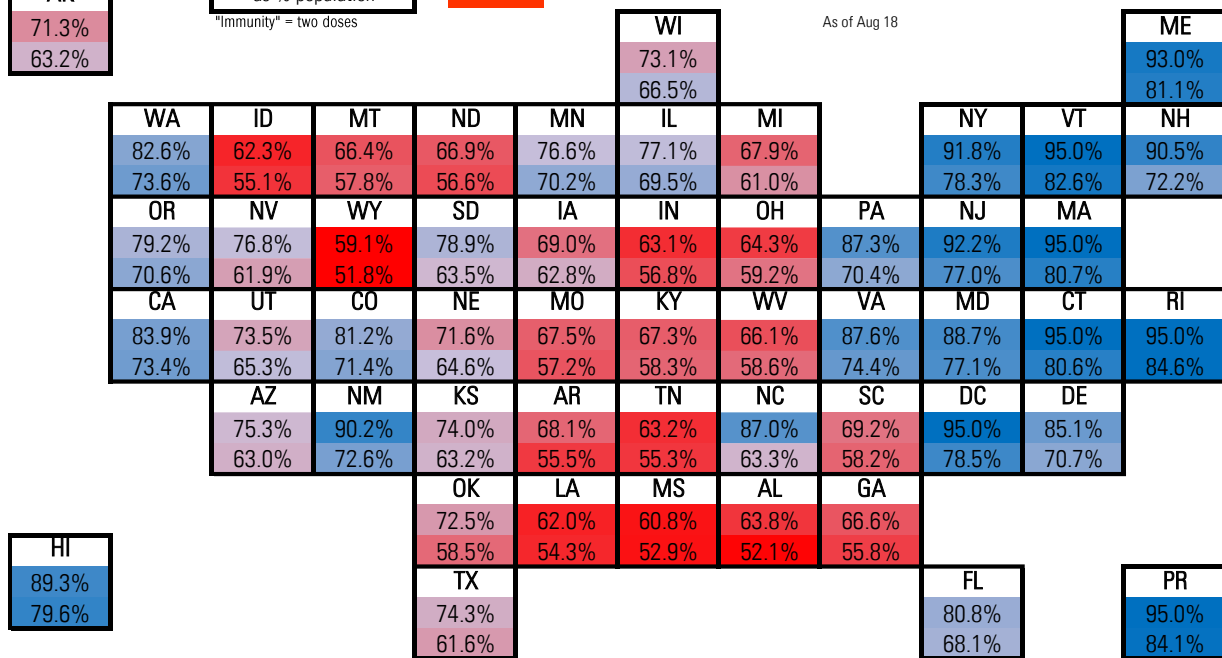 AK
as % population
71.3%
"Immunity" = two doses
As of Aug 18
WI ME
63.2% 73.1% 93.0%
66.5% 81.1%
WA ID MT ND MN IL MI NY VT NH
82.6% 62.3% 66.4% 66.9% 76.6% 77.1% 67.9% 91.8% 95.0% 90.5%
73.6% 55.1% 57.8% 56.6% 70.2% 69.5% 61.0% 78.3% 82.6% 72.2%
OR NV WY SD IA IN OH PA NJ MA
79.2% 76.8% 59.1% 78.9% 69.0% 63.1% 64.3% 87.3% 92.2% 95.0%
70.6% 61.9% 51.8% 63.5% 62.8% 56.8% 59.2% 70.4% 77.0% 80.7%
CA UT CO NE MO KY WV VA MD CT RI
83.9% 73.5% 81.2% 71.6% 67.5% 67.3% 66.1% 87.6% 88.7% 95.0% 95.0%
73.4% 65.3% 71.4% 64.6% 57.2% 58.3% 58.6% 74.4% 77.1% 80.6% 84.6%
AZ NM KS AR TN NC SC DC DE
75.3% 90.2% 74.0% 68.1% 63.2% 87.0% 69.2% 95.0% 85.1%
63.0% 72.6% 63.2% 55.5% 55.3% 63.3% 58.2% 78.5% 70.7%
OK LA MS AL GA
72.5% 62.0% 60.8% 63.8% 66.6%
HI 58.5% 54.3% 52.9% 52.1% 55.8%
89.3% TX FL PR
79.6% 74.3% 80.8% 95.0%
61.6% 68.1% 84.1%